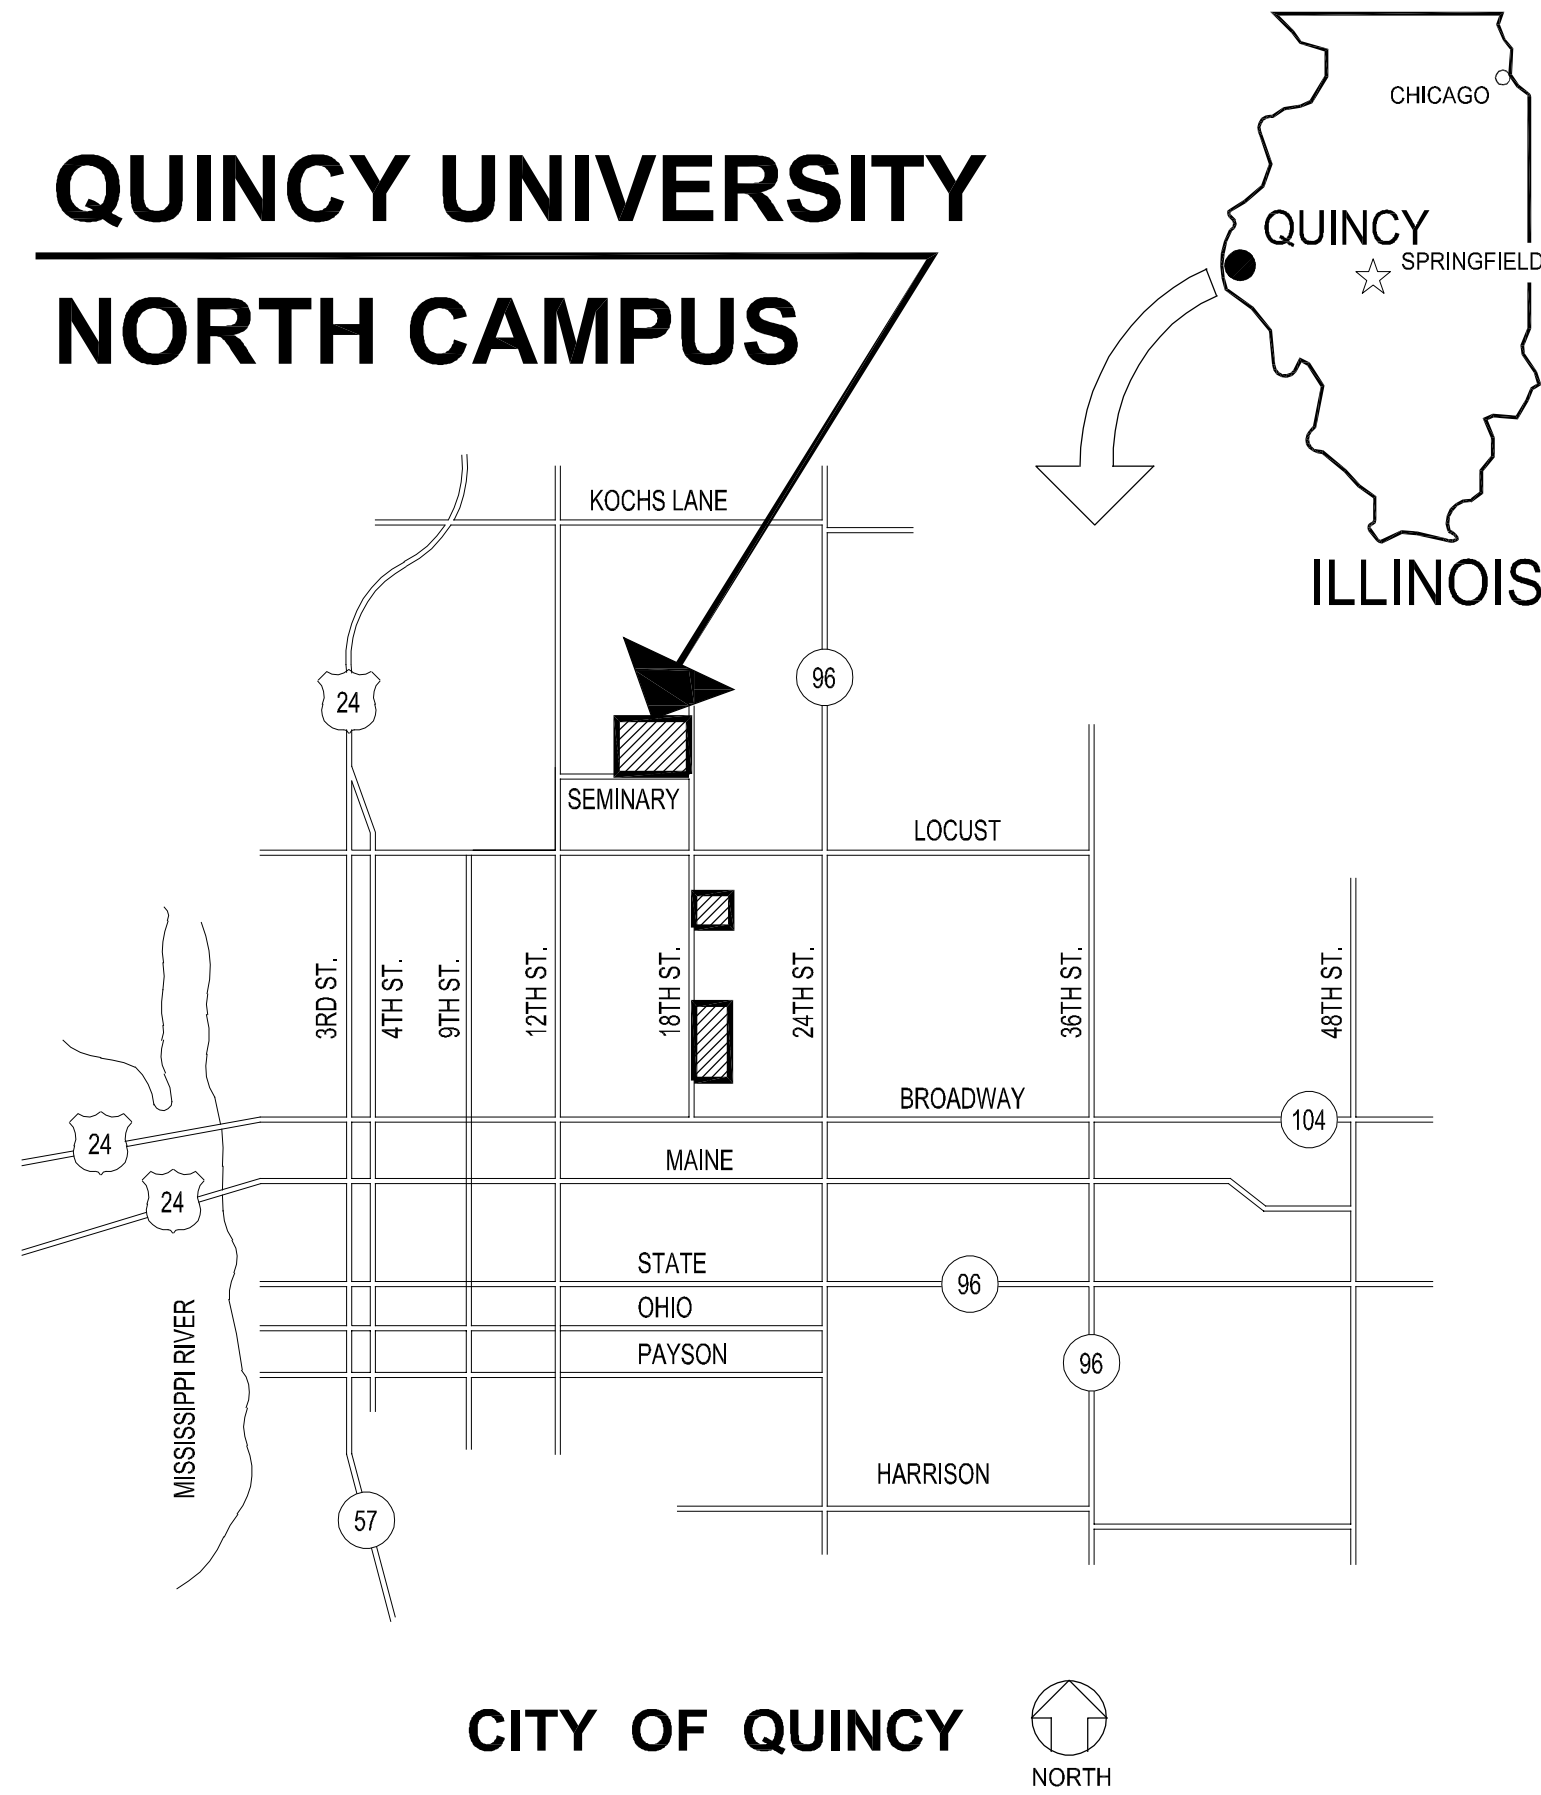 CHICAGO
QUINCY UNIVERSITY
QUINCY
SPRINGFIELD
NORTH CAMPUS
KOCHS LANE
ILLINOIS
96
24
SEMINARY
LOCUST
3RD ST.
4TH ST.
9TH ST.
12TH ST.
18TH ST.
24TH ST.
36TH ST.
48TH ST.
BROADWAY
104
24
MAINE
24
STATE
96
OHIO
PAYSON
96
MISSISSIPPI RIVER
HARRISON
57
CITY OF QUINCY
NORTH